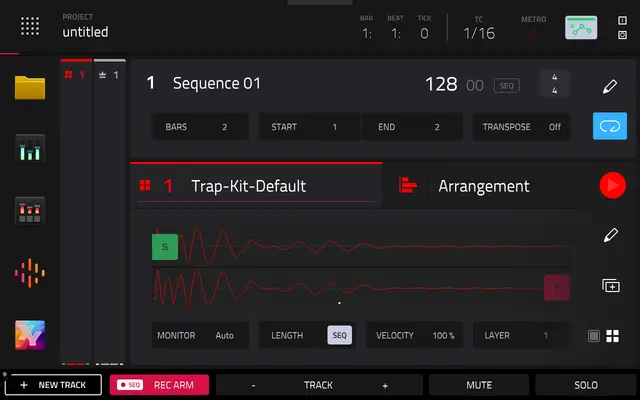 PROJECT
untitled
BAR BEAT TICK TC METRO
1: 1: 0 1/16
1 1
1 Sequence 01 128 00 SEQ 4 4
BARS 2 START 1 END 2 TRANSPOSE Off
1 Trap-Kit-Default Arrangement
S
E
MONITOR Auto LENGTH SEQ VELOCITY 100 % LAYER 1
+ NEW TRACK SEQ REC ARM - TRACK + MUTE SOLO